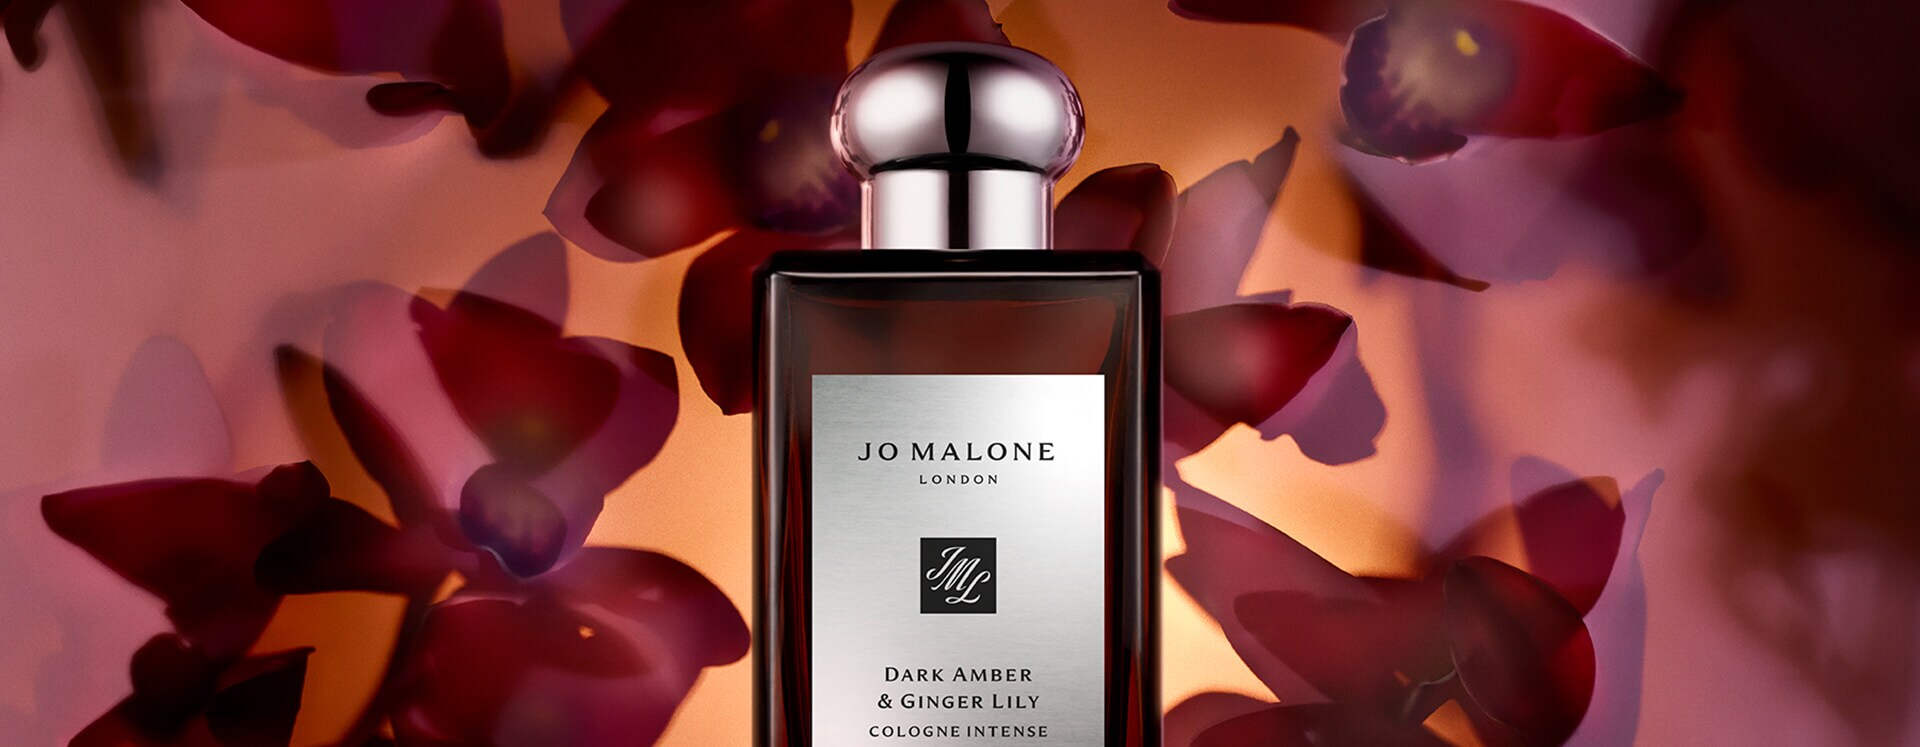 JO MALONE
LONDON
JML
DARK AMBER
& GINGER LILY
COLOGNE INTENSE